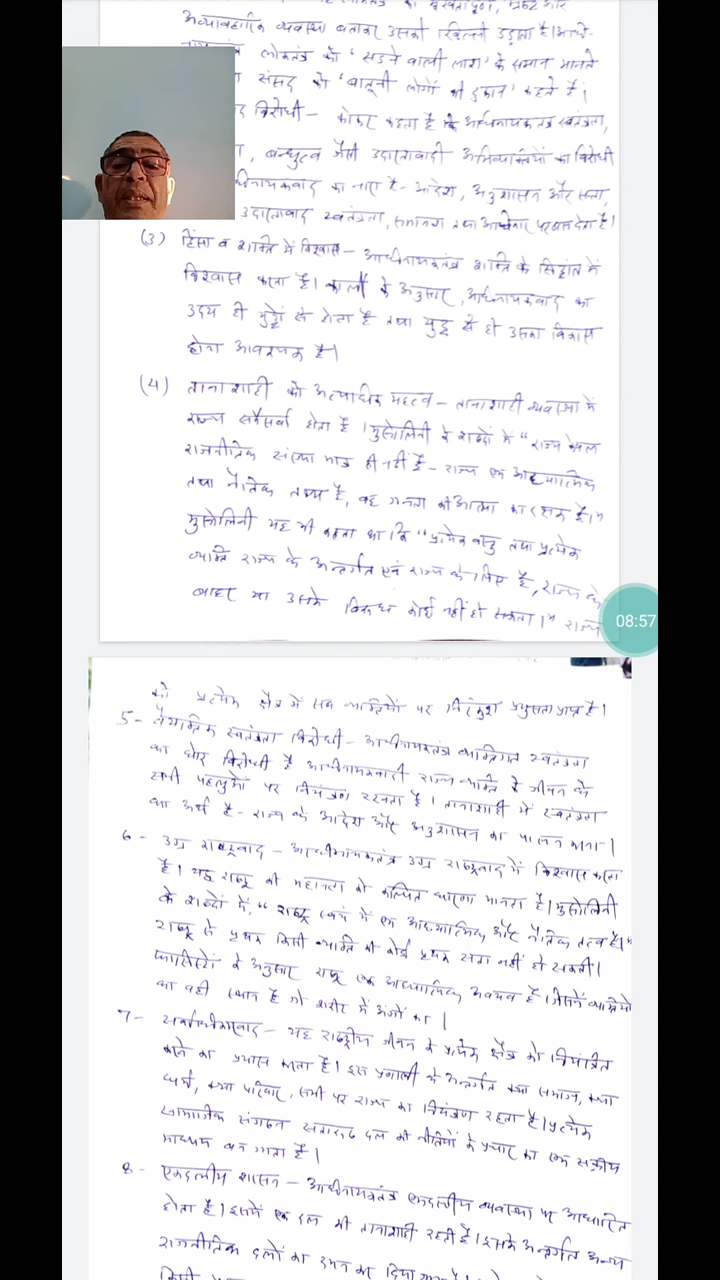 अव्यावहारिक व्यवस्था बताकर उसकी खिल्ली उड़ाता है। अधि-
लोकतंत्र को 'सड़ने वाली लाश' के समान मानते
संसद को 'बातूनी लोगों की दुकान' कहते हैं।
विरोधी - कोकर कहता है कि अधिनायकतंत्र स्वतंत्रता,
, बन्धुत्व जैसी उदारवादी अभिव्यक्तियों का विरोधी
का नारा है - आदेश, अनुशासन और सत्ता,
उदारवाद स्वतंत्रता, समानता तथा अधिकार पर बल देता है।
(3) हिंसा व शक्ति में विश्वास - अधिनायकतंत्र शक्ति के सिद्धांत में
विश्वास करता है। कार्लो के अनुसार, अधिनायकवाद का
उदय ही युद्धों से होता है तथा युद्ध से ही उसका विकास
होना आवश्यक है।
(4) तानाशाही को अत्यधिक महत्व - तानाशाही व्यवस्था में
राज्य सर्वेसर्वा होता है। मुसोलिनी के शब्दों में "राज्य केवल
राजनीतिक संस्था मात्र ही नहीं है - राज्य एक आध्यात्मिक
तथा नैतिक तथ्य है, वह जनता की आत्मा का रक्षक है।"
मुसोलिनी यह भी कहता था कि "प्रत्येक वस्तु तथा प्रत्येक
व्यक्ति राज्य के अन्तर्गत एवं राज्य के लिए है, राज्य के
बाहर या उसके विरुद्ध कोई नहीं हो सकता।" राज्य
08:57
को प्रत्येक क्षेत्र में सब व्यक्तियों पर निरंकुश प्रभुसत्ता प्राप्त है।
5- वैयक्तिक स्वतंत्रता विरोधी - अधिनायकतंत्र व्यक्तिगत स्वतंत्रता
का घोर विरोधी है अधिनायकवादी राज्य व्यक्ति के जीवन के
सभी पहलुओं पर नियंत्रण रखता है। तानाशाही में स्वतंत्रता
का अर्थ है - राज्य के आदेश और अनुशासन का पालन करना।
6- उग्र राष्ट्रवाद - अधिनायकतंत्र उग्र राष्ट्रवाद में विश्वास करता
है। यह राष्ट्र की महानता को कल्पित धारणा मानता है। मुसोलिनी
के शब्दों में, "राष्ट्र स्वयं में एक आध्यात्मिक और नैतिक तत्व है।"
राष्ट्र से पृथक किसी व्यक्ति की कोई पृथक सत्ता नहीं हो सकती।
फासिस्टों के अनुसार राष्ट्र एक आध्यात्मिक अवयव है। जिसमें व्यक्तियों
का वही स्थान है जो शरीर में अंगों का।
7- सर्वाधिकारवाद - यह राष्ट्रीय जीवन के प्रत्येक क्षेत्र को नियंत्रित
करने का प्रयास करता है। इस प्रणाली के अन्तर्गत क्या समाज, क्या
धर्म, क्या परिवार, सभी पर राज्य का नियंत्रण रहता है। प्रत्येक
सामाजिक संगठन सत्तारूढ़ दल की नीतियों के प्रचार का एक सक्रीय
माध्यम बन जाता है।
8- एकदलीय शासन - अधिनायकतंत्र एकदलीय व्यवस्था पर आधारित
होता है। इसमें एक दल की तानाशाही रहती है। इसके अन्तर्गत अन्य
राजनीतिक दलों का दमन कर दिया